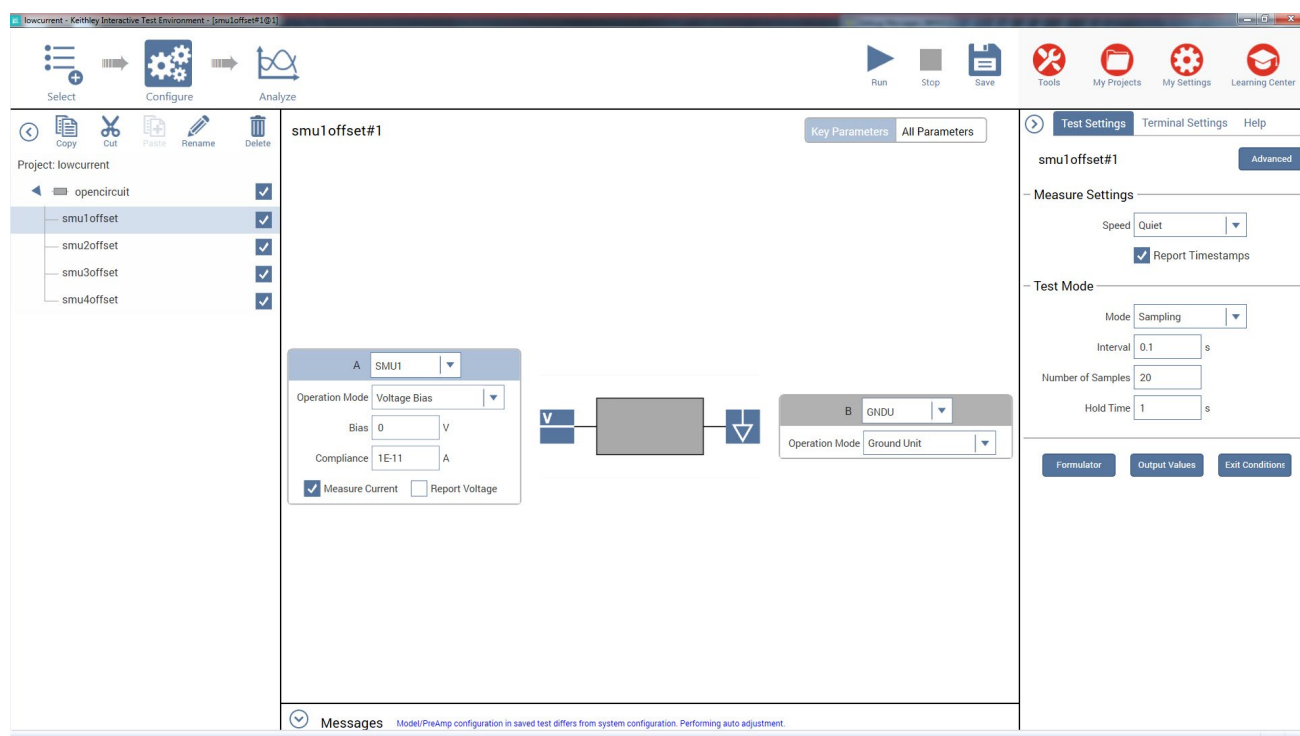 lowcurrent - Keithley Interactive Test Environment - [smu1offset#1@1]
Select
Configure
Analyze
Run
Stop
Save
Tools
My Projects
My Settings
Learning Center
Copy
Cut
Paste
Rename
Delete
Project: lowcurrent
opencircuit
smu1offset
smu2offset
smu3offset
smu4offset
smu1offset#1
Key Parameters All Parameters
A SMU1
Operation Mode Voltage Bias
Bias 0 V
Compliance 1E-11 A
Measure Current Report Voltage
V
B GNDU
Operation Mode Ground Unit
Messages Model/PreAmp configuration in saved test differs from system configuration. Performing auto adjustment.
Test Settings Terminal Settings Help
smu1offset#1 Advanced
Measure Settings
Speed Quiet
Report Timestamps
Test Mode
Mode Sampling
Interval 0.1 s
Number of Samples 20
Hold Time 1 s
Formulator Output Values Exit Conditions